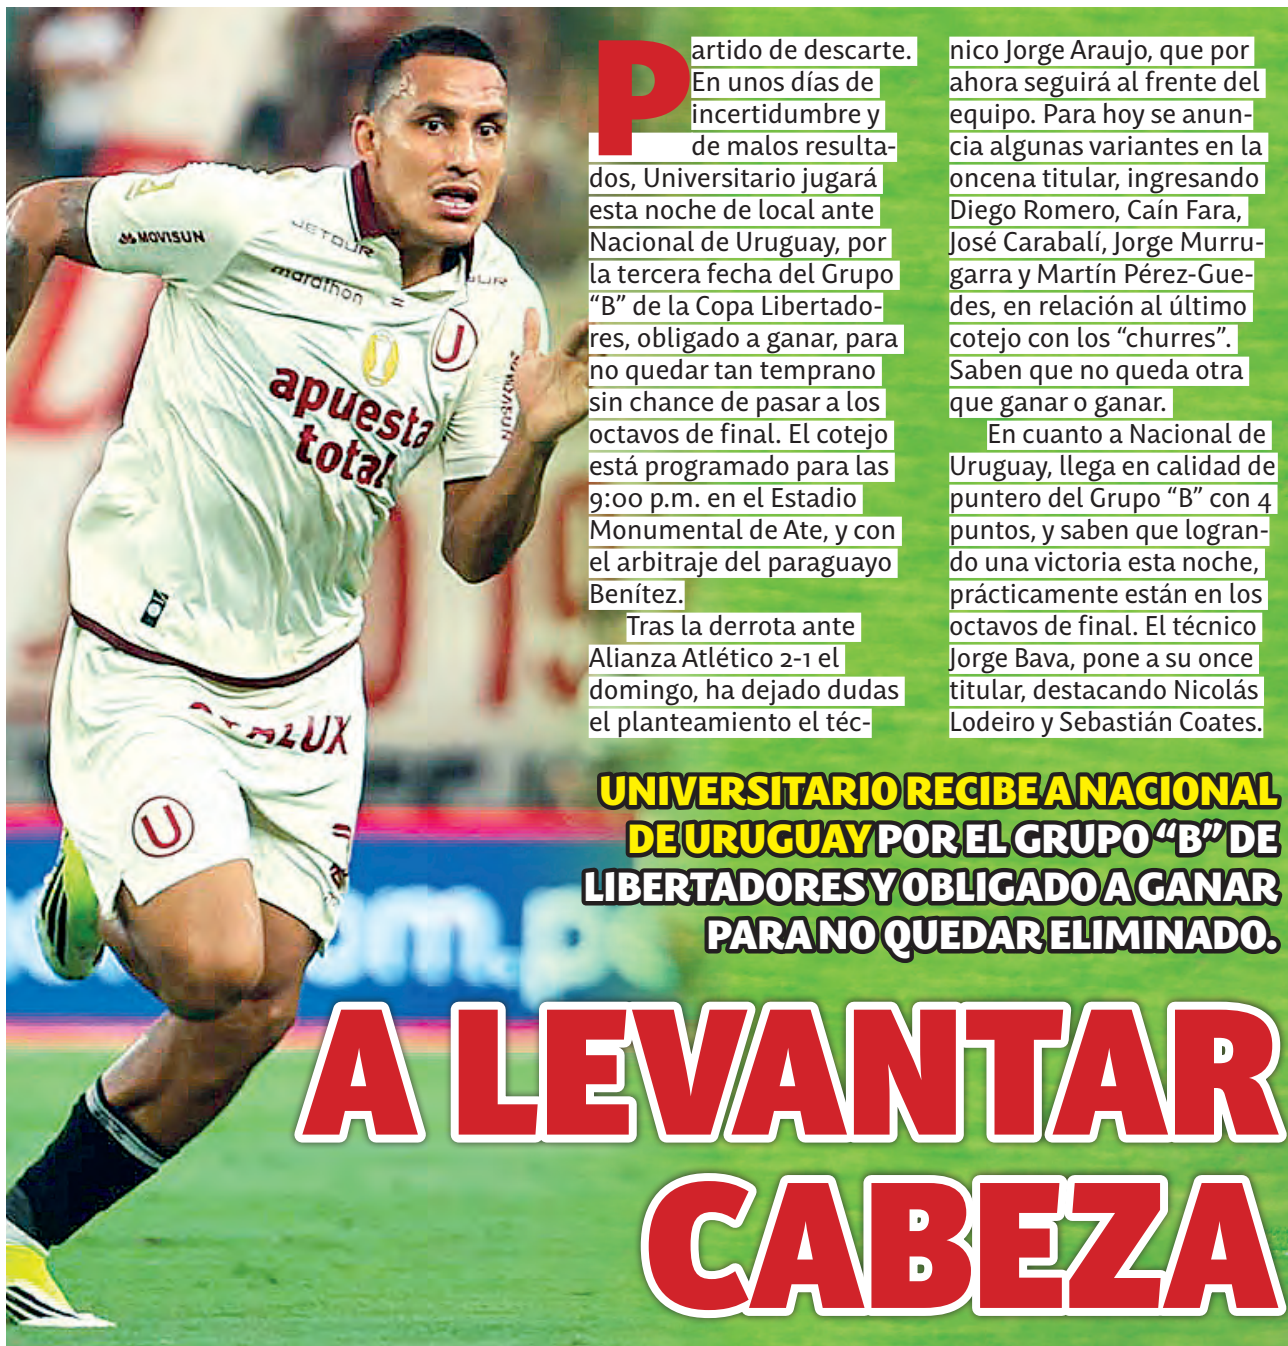 Partido de descarte.
En unos días de
incertidumbre y
de malos resulta-
dos, Universitario jugará
esta noche de local ante
Nacional de Uruguay, por
la tercera fecha del Grupo
“B” de la Copa Libertado-
res, obligado a ganar, para
no quedar tan temprano
sin chance de pasar a los
octavos de final. El cotejo
está programado para las
9:00 p.m. en el Estadio
Monumental de Ate, y con
el arbitraje del paraguayo
Benítez.
Tras la derrota ante
Alianza Atlético 2-1 el
domingo, ha dejado dudas
el planteamiento el téc-
nico Jorge Araujo, que por
ahora seguirá al frente del
equipo. Para hoy se anun-
cia algunas variantes en la
oncena titular, ingresando
Diego Romero, Caín Fara,
José Carabalí, Jorge Murru-
garra y Martín Pérez-Gue-
des, en relación al último
cotejo con los “churres”.
Saben que no queda otra
que ganar o ganar.
En cuanto a Nacional de
Uruguay, llega en calidad de
puntero del Grupo “B” con 4
puntos, y saben que logran-
do una victoria esta noche,
prácticamente están en los
octavos de final. El técnico
Jorge Bava, pone a su once
titular, destacando Nicolás
Lodeiro y Sebastián Coates.
UNIVERSITARIO RECIBE A NACIONAL
DE URUGUAY POR EL GRUPO “B” DE
LIBERTADORES Y OBLIGADO A GANAR
PARA NO QUEDAR ELIMINADO.
A LEVANTAR
CABEZA
MOVISUN
JETOUR
marathon
U
apuesta
total
U